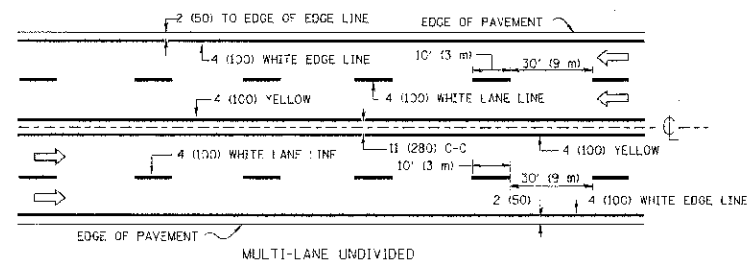 2 (50) TO EDGE OF EDGE LINE
EDGE OF PAVEMENT
4 (100) WHITE EDGE LINE
10' (3 m)
30' (9 m)
4 (100) YELLOW
4 (100) WHITE LANE LINE
℄
4 (100) WHITE LANE LINE
11 (280) C-C
4 (100) YELLOW
10' (3 m)
30' (9 m)
2 (50)
4 (100) WHITE EDGE LINE
EDGE OF PAVEMENT
MULTI-LANE UNDIVIDED